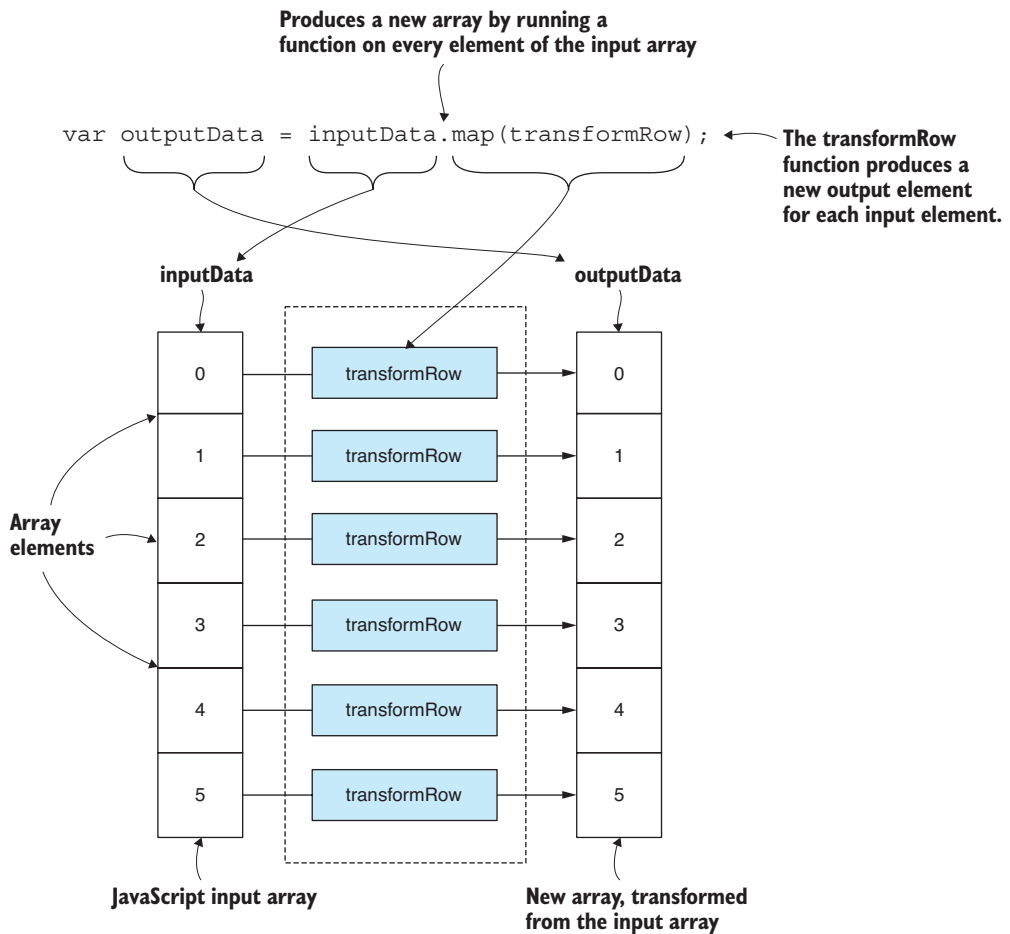 Produces a new array by running a
function on every element of the input array
var outputData = inputData.map(transformRow);
The transformRow
function produces a
new output element
for each input element.
inputData
outputData
0
transformRow
0
1
transformRow
1
Array
elements
2
transformRow
2
3
transformRow
3
4
transformRow
4
5
transformRow
5
JavaScript input array
New array, transformed
from the input array